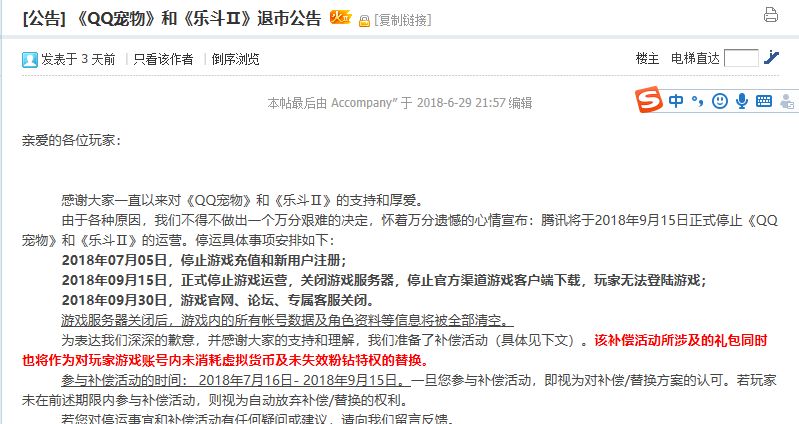 [公告] 《QQ宠物》和《乐斗Ⅱ》退市公告 火 [复制链接]
发表于 3 天前 只看该作者 倒序浏览 楼主 电梯直达
本帖最后由 Accompany" 于 2018-6-29 21:57 编辑
S 中
亲爱的各位玩家：
感谢大家一直以来对《QQ宠物》和《乐斗Ⅱ》的支持和厚爱。
由于各种原因，我们不得不做出一个万分艰难的决定，怀着万分遗憾的心情宣布：腾讯将于2018年9月15日正式停止《QQ
宠物》和《乐斗Ⅱ》的运营。停运具体事项安排如下：
2018年07月05日，停止游戏充值和新用户注册；
2018年09月15日，正式停止游戏运营，关闭游戏服务器，停止官方渠道游戏客户端下载，玩家无法登陆游戏；
2018年09月30日，游戏官网、论坛、专属客服关闭。
游戏服务器关闭后，游戏内的所有帐号数据及角色资料等信息将被全部清空。
为表达我们深深的歉意，并感谢大家的支持和理解，我们准备了补偿活动（具体见下文）。该补偿活动所涉及的礼包同时
也将作为对玩家游戏账号内未消耗虚拟货币及未失效粉钻特权的替换。
参与补偿活动的时间： 2018年7月16日- 2018年9月15日。一旦您参与补偿活动，即视为对补偿/替换方案的认可。若玩家
未在前述期限内参与补偿活动，则视为自动放弃补偿/替换的权利。
若您对停运事宜和补偿活动有任何疑问或建议，请向我们留言反馈。